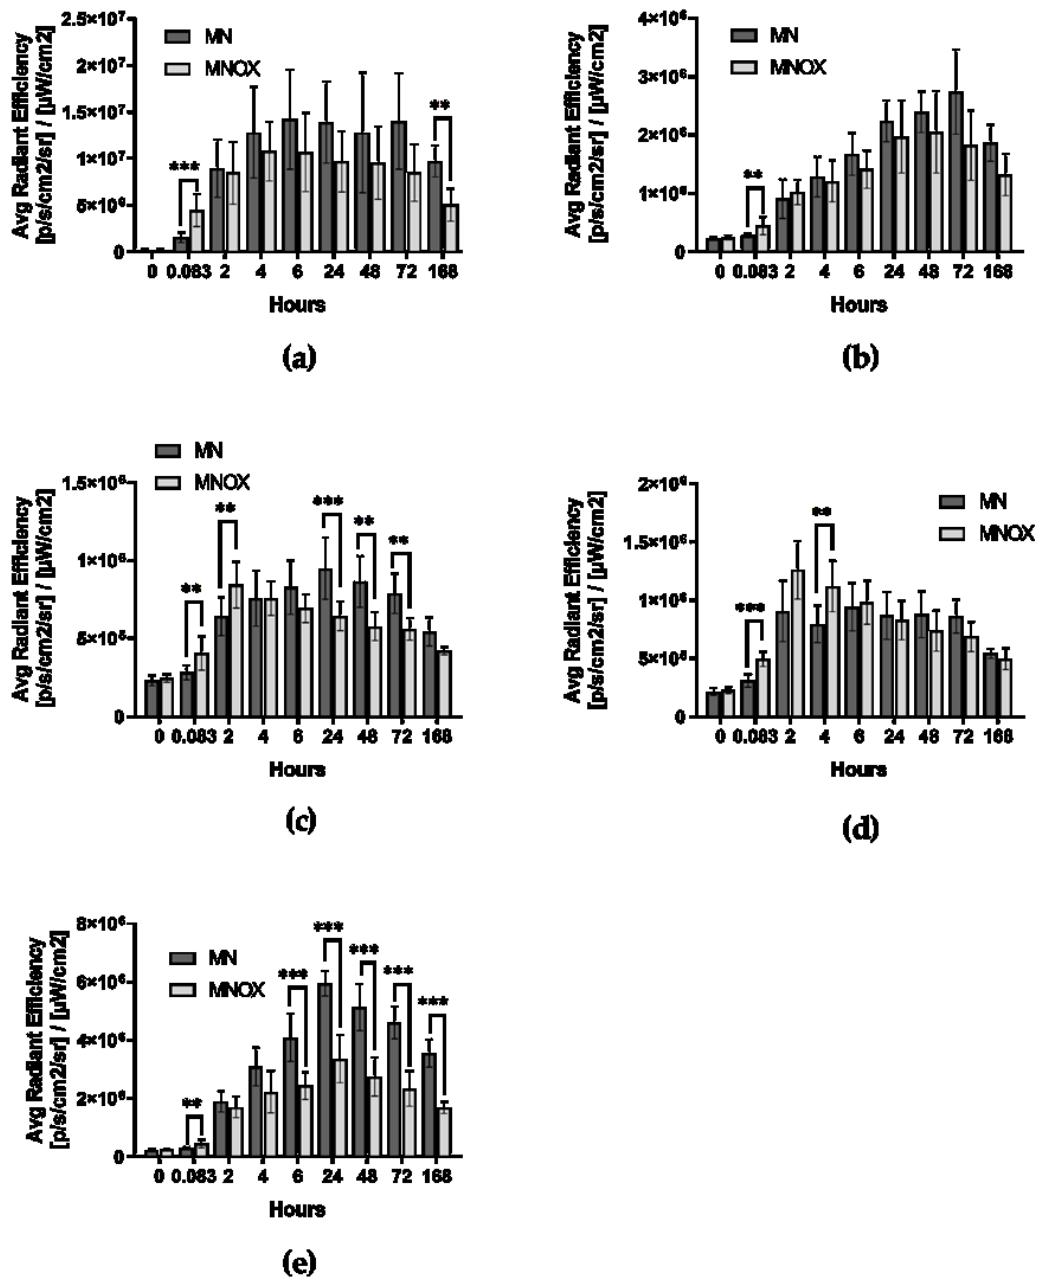 2.5×10⁷
2×10⁷
1.5×10⁷
1×10⁷
5×10⁶
0
Avg Radiant Efficiency
[p/s/cm2/sr] / [µW/cm2]
MN
MNOX
***
**
0 0.083 2 4 6 24 48 72 168
Hours
(a)
4×10⁶
3×10⁶
2×10⁶
1×10⁶
0
Avg Radiant Efficiency
[p/s/cm2/sr] / [µW/cm2]
MN
MNOX
**
0 0.083 2 4 6 24 48 72 168
Hours
(b)
MN
MNOX
1.5×10⁶
1×10⁶
5×10⁵
0
Avg Radiant Efficiency
[p/s/cm2/sr] / [µW/cm2]
**
**
***
**
**
0 0.083 2 4 6 24 48 72 168
Hours
(c)
2×10⁶
1.5×10⁶
1×10⁶
5×10⁵
0
Avg Radiant Efficiency
[p/s/cm2/sr] / [µW/cm2]
MN
MNOX
***
**
0 0.083 2 4 6 24 48 72 168
Hours
(d)
8×10⁶
6×10⁶
4×10⁶
2×10⁶
0
Avg Radiant Efficiency
[p/s/cm2/sr] / [µW/cm2]
MN
MNOX
**
***
***
***
***
***
0 0.083 2 4 6 24 48 72 168
Hours
(e)